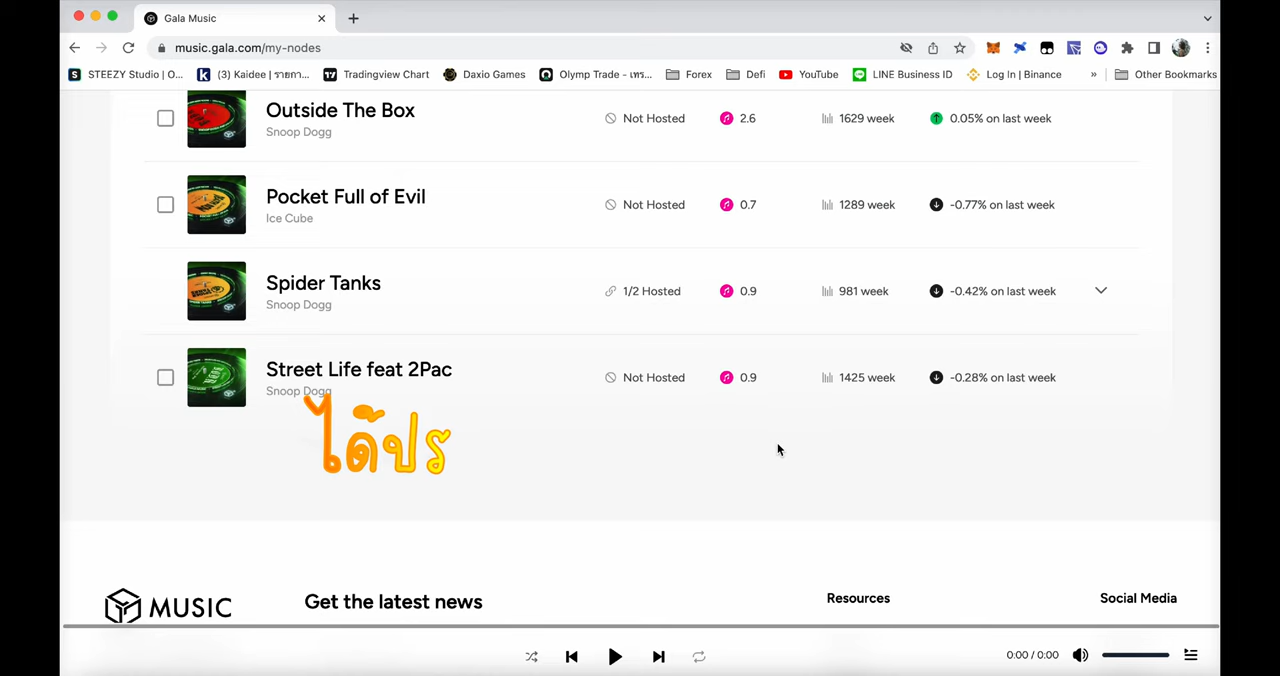 Gala Music
music.gala.com/my-nodes
STEEZY Studio | O... (3) Kaidee | รายกา... Tradingview Chart Daxio Games Olymp Trade - เทร... Forex Defi YouTube LINE Business ID Log In | Binance » Other Bookmarks
Outside The Box
Snoop Dogg
Not Hosted 2.6 1629 week 0.05% on last week
Pocket Full of Evil
Ice Cube
Not Hosted 0.7 1289 week -0.77% on last week
Spider Tanks
Snoop Dogg
1/2 Hosted 0.9 981 week -0.42% on last week
Street Life feat 2Pac
Snoop Dogg
Not Hosted 0.9 1425 week -0.28% on last week
ได้ปร
MUSIC
Get the latest news
Resources
Social Media
0:00 / 0:00